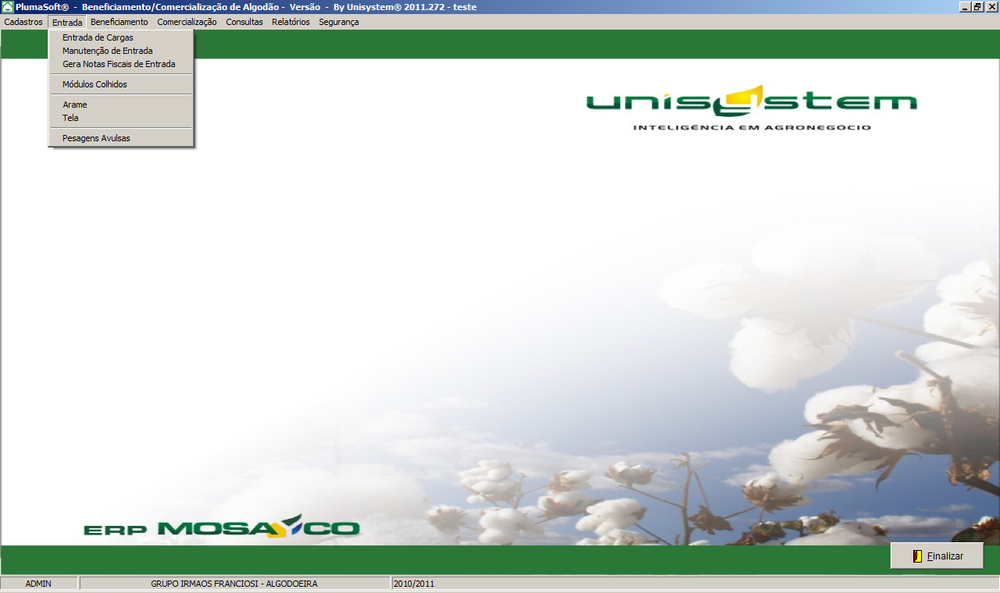 PlumaSoft® - Beneficiamento/Comercialização de Algodão - Versão - By Unisystem® 2011.272 - teste
Cadastros Entrada Beneficiamento Comercialização Consultas Relatórios Segurança
Entrada de Cargas
Manutenção de Entrada
Gera Notas Fiscais de Entrada
Módulos Colhidos
Arame
Tela
Pesagens Avulsas
unisystem
INTELIGÊNCIA EM AGRONEGÓCIO
ERP MOSAYCO
Finalizar
ADMIN GRUPO IRMAOS FRANCIOSI - ALGODOEIRA 2010/2011